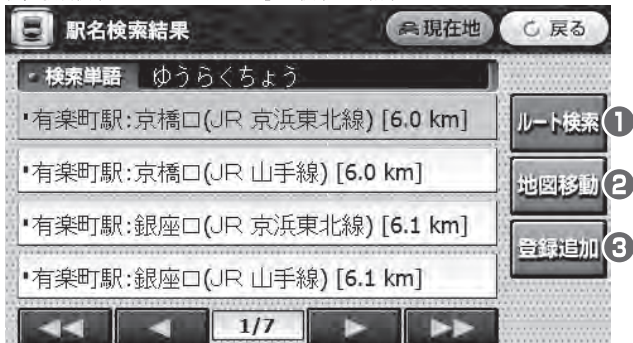 駅名検索結果 現在地 戻る
検索単語 ゆうらくちょう
・有楽町駅:京橋口(JR 京浜東北線) [6.0 km]
ルート検索 1
・有楽町駅:京橋口(JR 山手線) [6.0 km]
地図移動 2
・有楽町駅:銀座口(JR 京浜東北線) [6.1 km]
登録追加 3
・有楽町駅:銀座口(JR 山手線) [6.1 km]
1/7